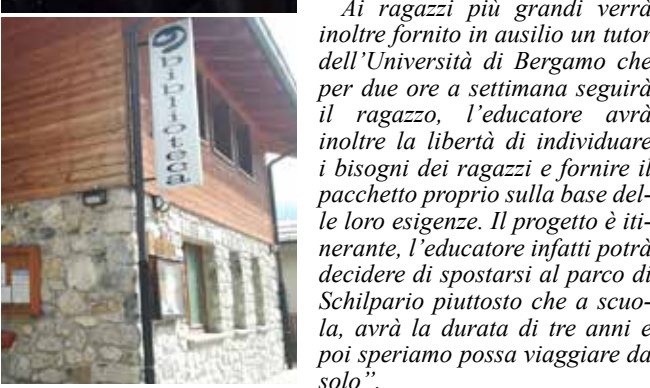 biblioteca
Ai ragazzi più grandi verrà
inoltre fornito in ausilio un tutor
dell'Università di Bergamo che
per due ore a settimana seguirà
il ragazzo, l'educatore avrà
inoltre la libertà di individuare
i bisogni dei ragazzi e fornire il
pacchetto proprio sulla base del-
le loro esigenze. Il progetto è iti-
nerante, l'educatore infatti potrà
decidere di spostarsi al parco di
Schilpario piuttosto che a scuo-
la, avrà la durata di tre anni e
poi speriamo possa viaggiare da
solo”.